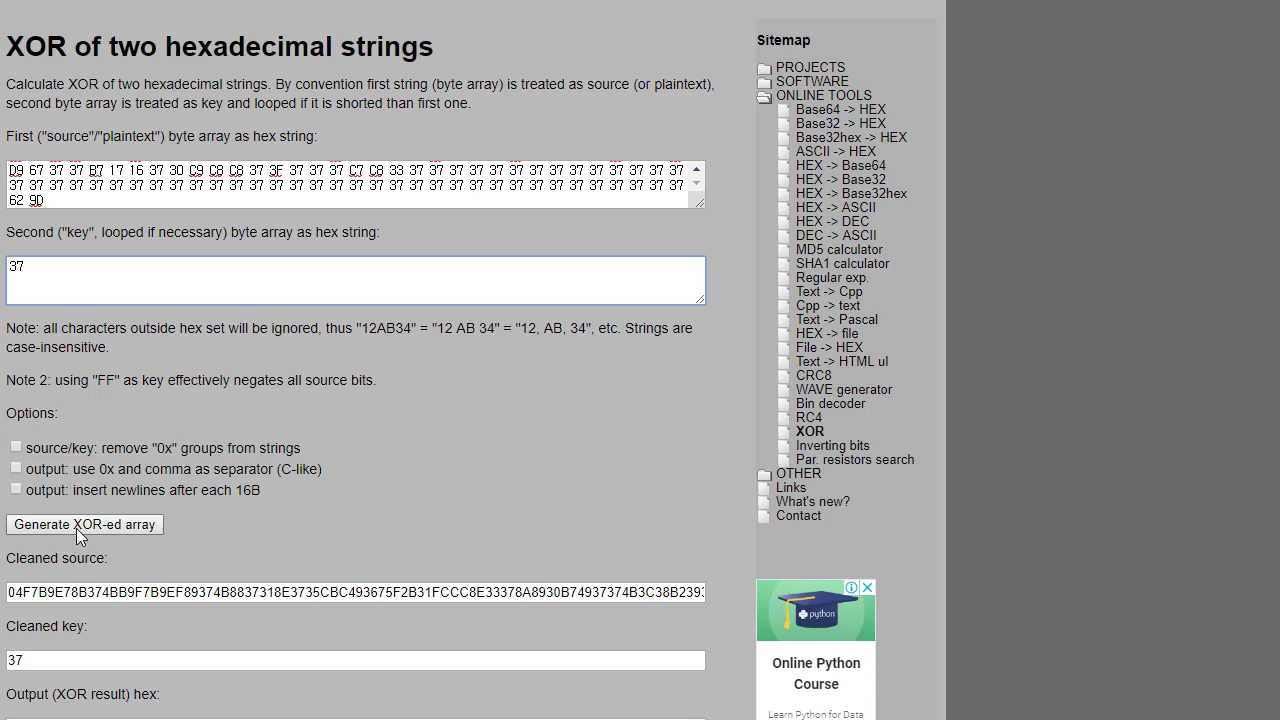 XOR of two hexadecimal strings
Calculate XOR of two hexadecimal strings. By convention first string (byte array) is treated as source (or plaintext),
second byte array is treated as key and looped if it is shorted than first one.
First ("source"/"plaintext") byte array as hex string:
D9 67 37 37 B7 17 16 37 30 C9 C8 C8 37 3F 37 37 37 C7 C8 33 37 37 37 37 37 37 37 37 37 37 37 37 37 37
37 37 37 37 37 37 37 37 37 37 37 37 37 37 37 37 37 37 37 37 37 37 37 37 37 37 37 37 37 37 37 37 37 37
62 9D
Second ("key", looped if necessary) byte array as hex string:
37
Note: all characters outside hex set will be ignored, thus "12AB34" = "12 AB 34" = "12, AB, 34", etc. Strings are
case-insensitive.
Note 2: using "FF" as key effectively negates all source bits.
Options:
source/key: remove "0x" groups from strings
output: use 0x and comma as separator (C-like)
output: insert newlines after each 16B
Generate XOR-ed array
Cleaned source:
04F7B9E78B374BB9F7B9EF89374B8837318E3735CBC493675F2B31FCCC8E33378A8930B74937374B3C38B2393
Cleaned key:
37
Output (XOR result) hex:
Sitemap
PROJECTS
SOFTWARE
ONLINE TOOLS
Base64 -> HEX
Base32 -> HEX
Base32hex -> HEX
ASCII -> HEX
HEX -> Base64
HEX -> Base32
HEX -> Base32hex
HEX -> ASCII
HEX -> DEC
DEC -> ASCII
MD5 calculator
SHA1 calculator
Regular exp.
Text -> Cpp
Cpp -> text
Text -> Pascal
HEX -> file
File -> HEX
Text -> HTML ul
CRC8
WAVE generator
Bin decoder
RC4
XOR
Inverting bits
Par. resistors search
OTHER
Links
What's new?
Contact
python
Online Python
Course
Learn Python for Data